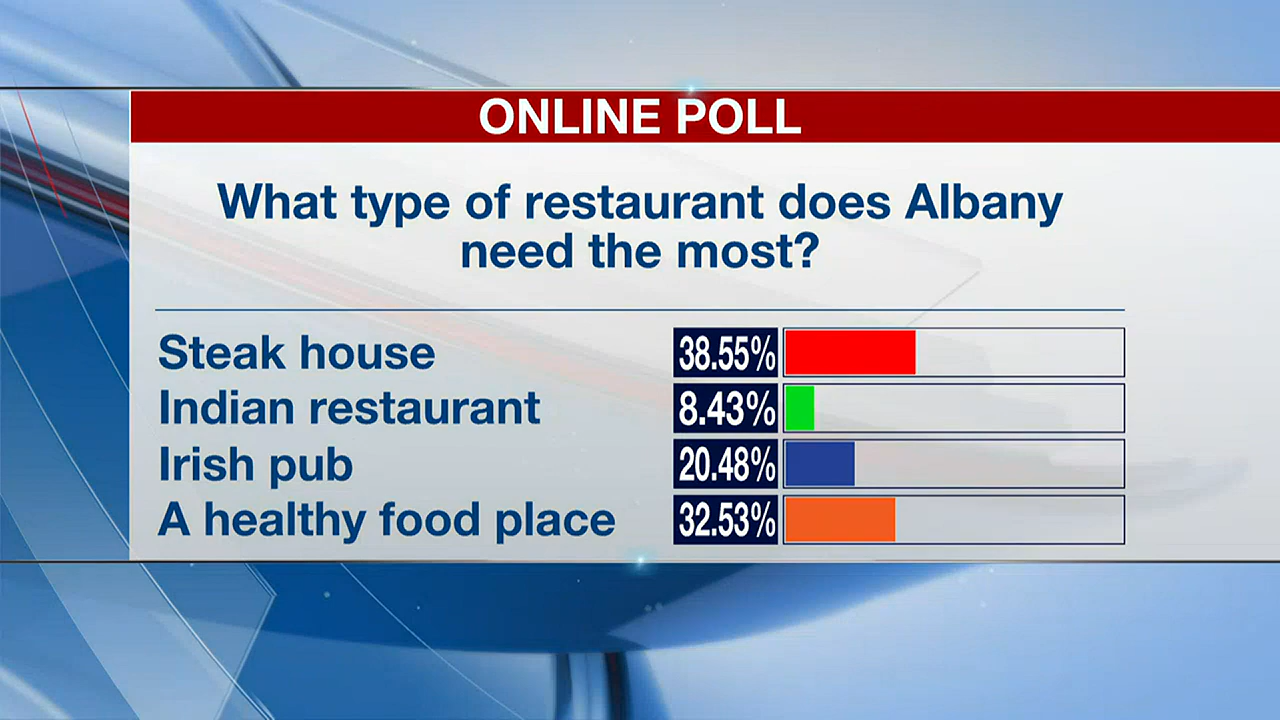 ONLINE POLL
What type of restaurant does Albany
need the most?
Steak house 38.55%
Indian restaurant 8.43%
Irish pub 20.48%
A healthy food place 32.53%